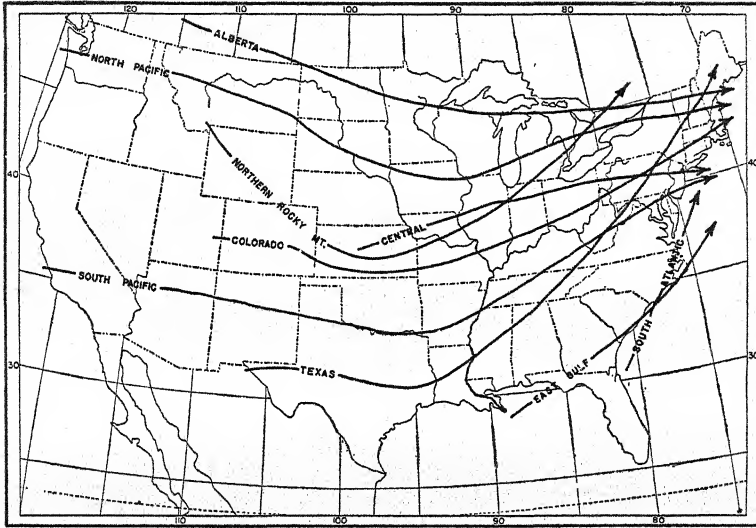 120
110
100
90
80
70
ALBERTA
NORTH PACIFIC
NORTHERN ROCKY MT.
40
40
CENTRAL
COLORADO
SOUTH PACIFIC
SOUTH ATLANTIC
30
30
TEXAS
EAST GULF
110
100
90
80